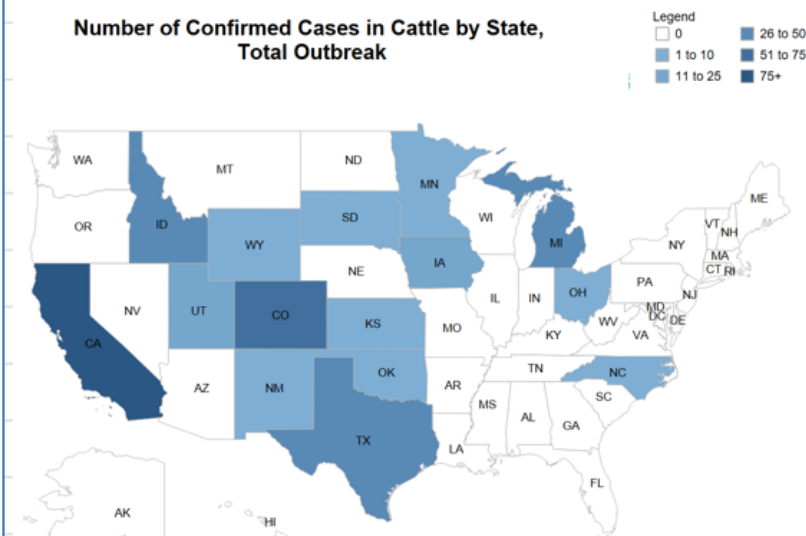 Number of Confirmed Cases in Cattle by State,
Total Outbreak
Legend
0
26 to 50
1 to 10
51 to 75
11 to 25
75+
WA
MT
ND
MN
ME
OR
ID
SD
WI
VT
NH
WY
MI
NY
MA
CT
RI
NE
IA
PA
NJ
NV
UT
CO
IL
IN
OH
MD
DC
DE
KS
MO
KY
WV
VA
CA
AZ
NM
OK
AR
TN
NC
SC
MS
AL
GA
TX
LA
FL
AK
HI